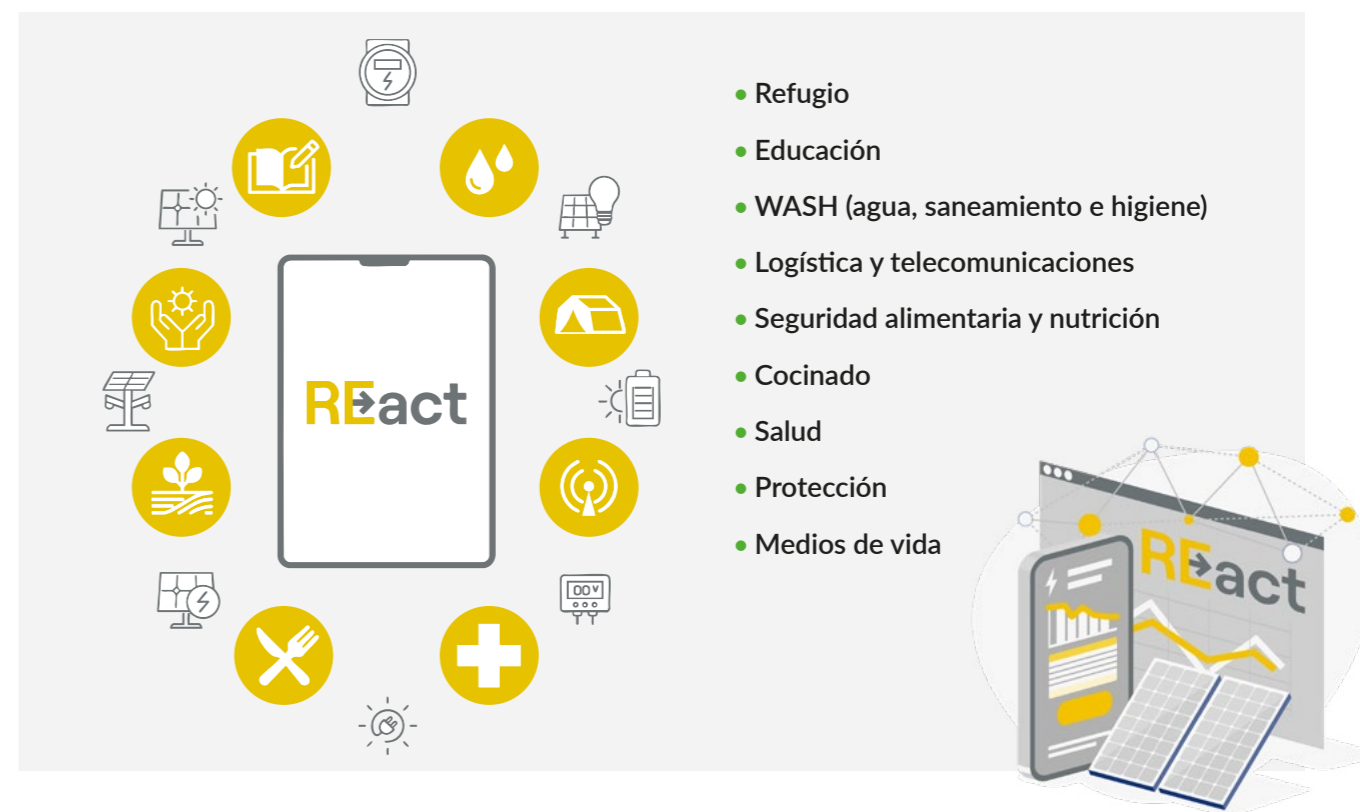 REact
00 V
• Refugio
• Educación
• WASH (agua, saneamiento e higiene)
• Logística y telecomunicaciones
• Seguridad alimentaria y nutrición
• Cocinado
• Salud
• Protección
• Medios de vida
REact